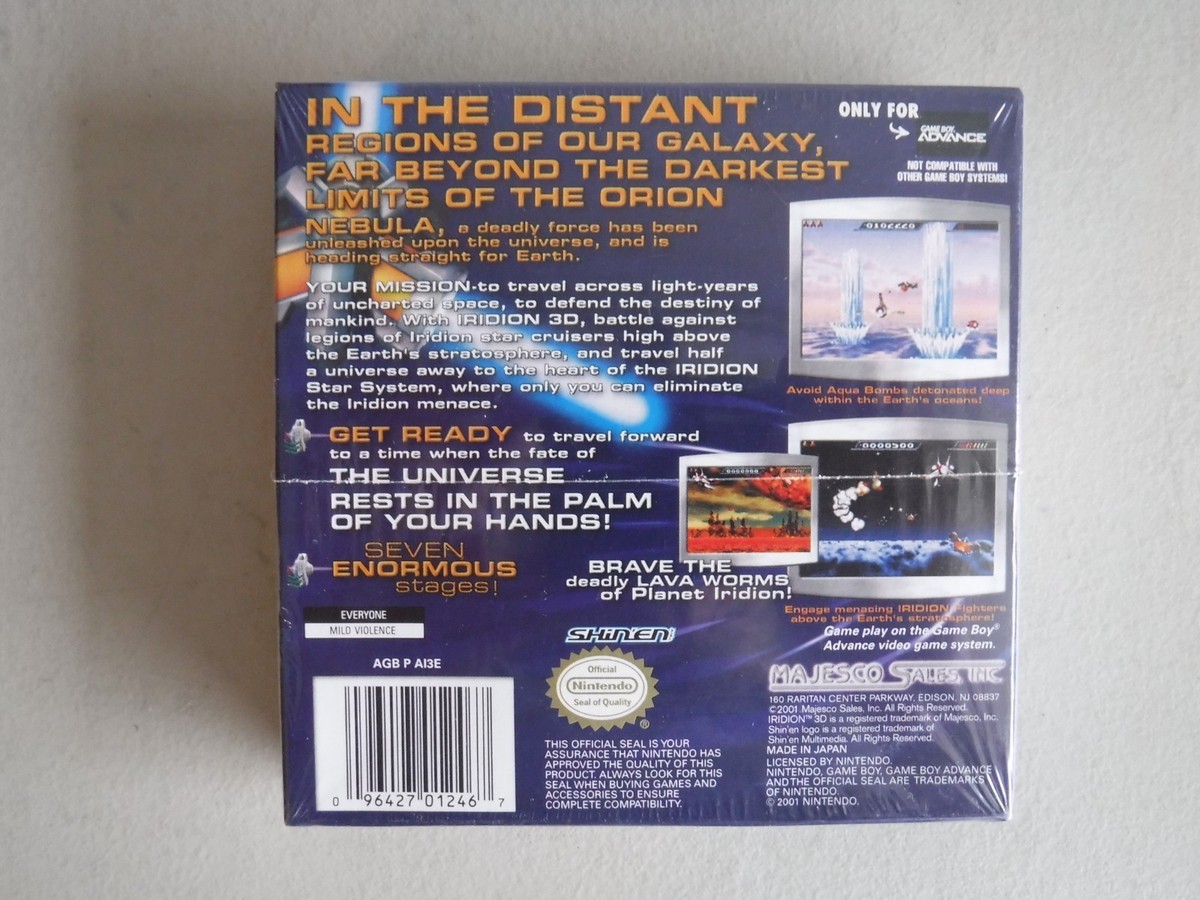 IN THE DISTANT
REGIONS OF OUR GALAXY,
FAR BEYOND THE DARKEST
LIMITS OF THE ORION
NEBULA, a deadly force has been
unleashed upon the universe, and is
heading straight for Earth.
YOUR MISSION-to travel across light-years
of uncharted space, to defend the destiny of
mankind. With IRIDION 3D, battle against
legions of Iridion star cruisers high above
the Earth's stratosphere, and travel half
a universe away to the heart of the IRIDION
Star System, where only you can eliminate
the Iridion menace.
GET READY to travel forward
to a time when the fate of
THE UNIVERSE
RESTS IN THE PALM
OF YOUR HANDS!
SEVEN
ENORMOUS
stages!
BRAVE THE
deadly LAVA WORMS
of Planet Iridion!
ONLY FOR
GAME BOY
ADVANCE
NOT COMPATIBLE WITH
OTHER GAME BOY SYSTEMS!
0102220
Avoid Aqua Bombs detonated deep
within the Earth's oceans!
0000500
Engage menacing IRIDION Fighters
above the Earth's stratosphere!
Game play on the Game Boy®
Advance video game system.
EVERYONE
MILD VIOLENCE
AGB P AI3E
0 96427 01246 7
SHIN'EN
Official
Nintendo
Seal of Quality
®
THIS OFFICIAL SEAL IS YOUR
ASSURANCE THAT NINTENDO HAS
APPROVED THE QUALITY OF THIS
PRODUCT. ALWAYS LOOK FOR THIS
SEAL WHEN BUYING GAMES AND
ACCESSORIES TO ENSURE
COMPLETE COMPATIBILITY.
MAJESCO SALES INC
160 RARITAN CENTER PARKWAY, EDISON, NJ 08837
©2001 Majesco Sales, Inc. All Rights Reserved.
IRIDION™ 3D is a registered trademark of Majesco, Inc.
Shin'en logo is a registered trademark of
Shin'en Multimedia. All Rights Reserved.
MADE IN JAPAN
LICENSED BY NINTENDO.
NINTENDO, GAME BOY, GAME BOY ADVANCE
AND THE OFFICIAL SEAL ARE TRADEMARKS
OF NINTENDO.
© 2001 NINTENDO.